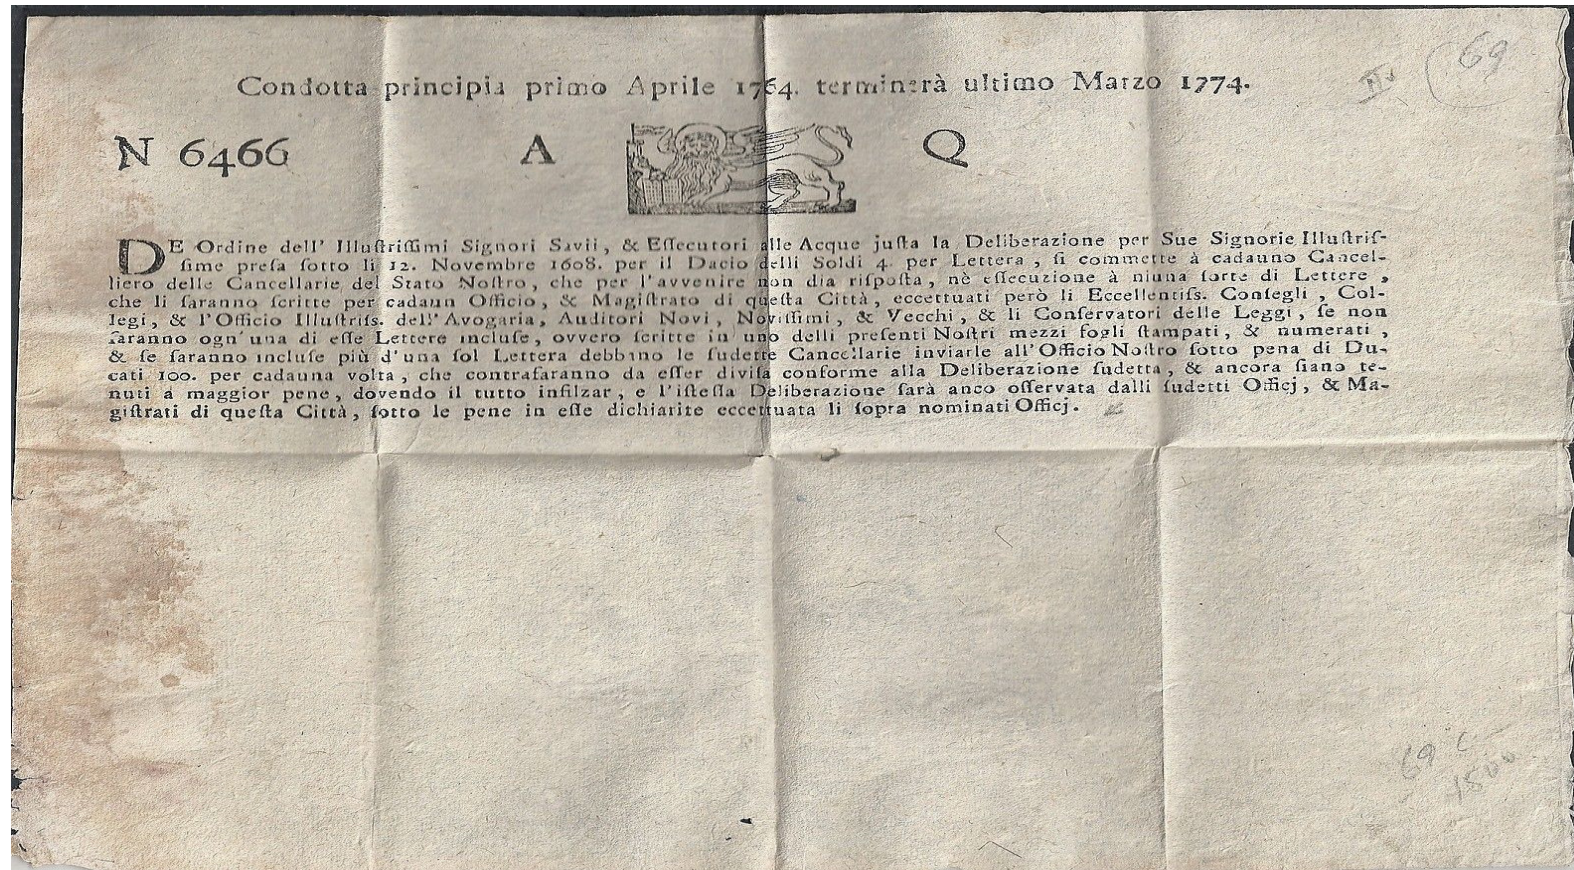 Condotta principia primo Aprile 1764. terminerà ultimo Marzo 1774.
69
N 6466 A Q
DE Ordine dell' Illuſtriſſimi Signori Savii, & Eſſecutori alle Acque juſta la Deliberazione per Sue Signorie Illuſtriſ-
ſime preſa ſotto li 12. Novembre 1608. per il Dacio delli Soldi 4. per Lettera, ſi commette à cadauno Cancel-
liero delle Cancellarie del Stato Noſtro, che per l'avvenire non dia riſpoſta, nè eſſecuzione à niuna ſorte di Lettere,
che li ſaranno ſcritte per cadaun Officio, & Magiſtrato di queſta Città, eccettuati però li Eccellentiſs. Conſegli, Col-
legi, & l'Officio Illuſtriſs. dell'Avogaria, Auditori Novi, Noviſſimi, & Vecchi, & li Conſervatori delle Leggi, ſe non
ſaranno ogn'una di eſſe Lettere incluſe, ovvero ſcritte in uno delli preſenti Noſtri mezzi fogli ſtampati, & numerati,
& ſe ſaranno incluſe più d'una ſol Lettera debbino le ſudette Cancellarie inviarle all'Officio Noſtro ſotto pena di Du-
cati 100. per cadauna volta, che contrafaranno da eſſer diviſa conforme alla Deliberazione ſudetta, & ancora ſiano te-
nuti a maggior pene, dovendo il tutto infilzar, e l'iſteſſa Deliberazione ſarà anco oſſervata dalli ſudetti Officj, & Ma-
giſtrati di queſta Città, ſotto le pene in eſſe dichiarite eccettuata li ſopra nominati Officj.
69
1500